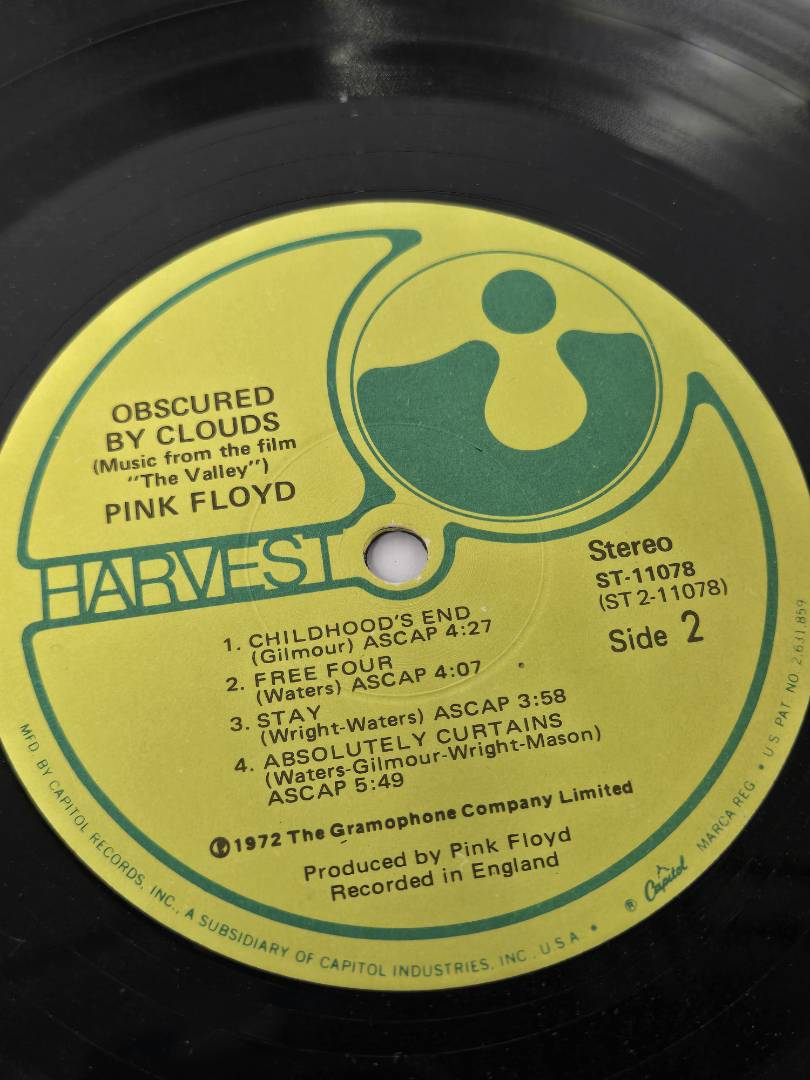 OBSCURED
BY CLOUDS
(Music from the film
"The Valley")
PINK FLOYD
HARVEST
Stereo
ST-11078
(ST 2-11078)
Side 2
1. CHILDHOOD'S END
(Gilmour) ASCAP 4:27
2. FREE FOUR
(Waters) ASCAP 4:07
3. STAY
(Wright-Waters) ASCAP 3:58
4. ABSOLUTELY CURTAINS
(Waters-Gilmour-Wright-Mason)
ASCAP 5:49
℗1972 The Gramophone Company Limited
Produced by Pink Floyd
Recorded in England
MFD. BY CAPITOL RECORDS, INC., A SUBSIDIARY OF CAPITOL INDUSTRIES, INC., U.S.A. • ® Capitol MARCA REG. • U.S. PAT. NO. 2,631,859